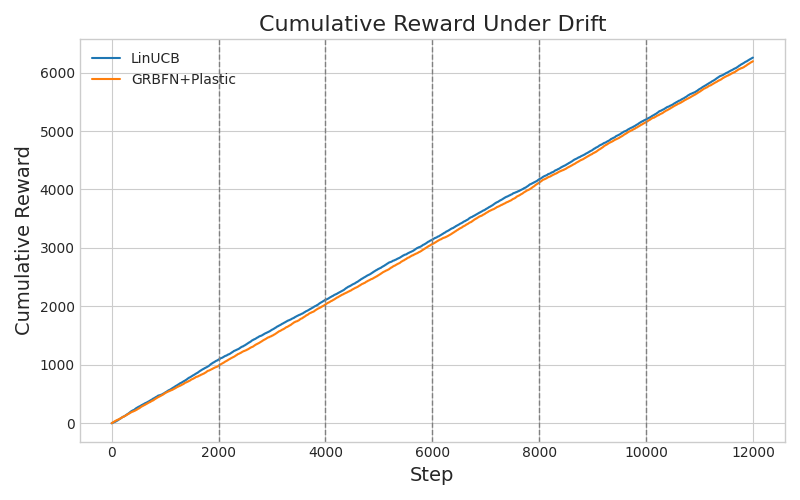 Cumulative Reward Under Drift
LinUCB
GRBFN+Plastic
Cumulative Reward
6000
5000
4000
3000
2000
1000
0
0 2000 4000 6000 8000 10000 12000
Step